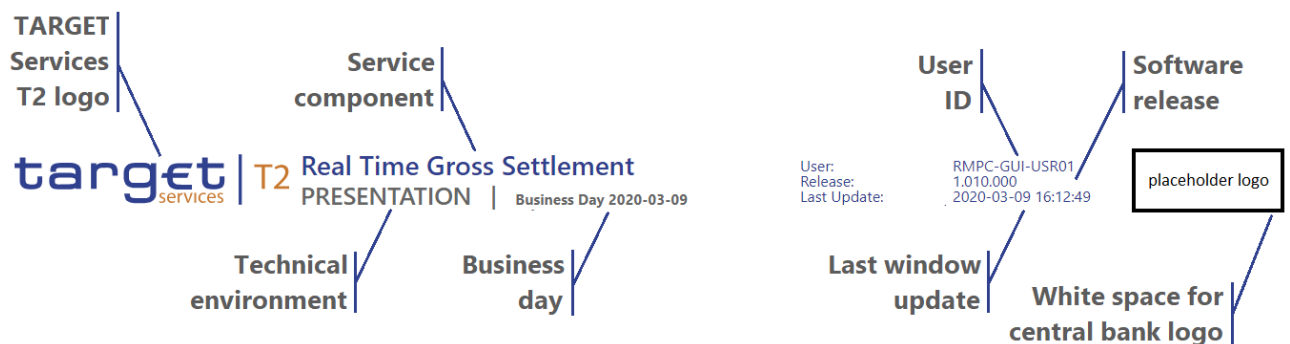 TARGET
Services
T2 logo
Service
component
User
ID
Software
release
target
services
T2
Real Time Gross Settlement
PRESENTATION | Business Day 2020-03-09
User: RMPC-GUI-USR01
Release: 1.010.000
Last Update: 2020-03-09 16:12:49
placeholder logo
Technical
environment
Business
day
Last window
update
White space for
central bank logo